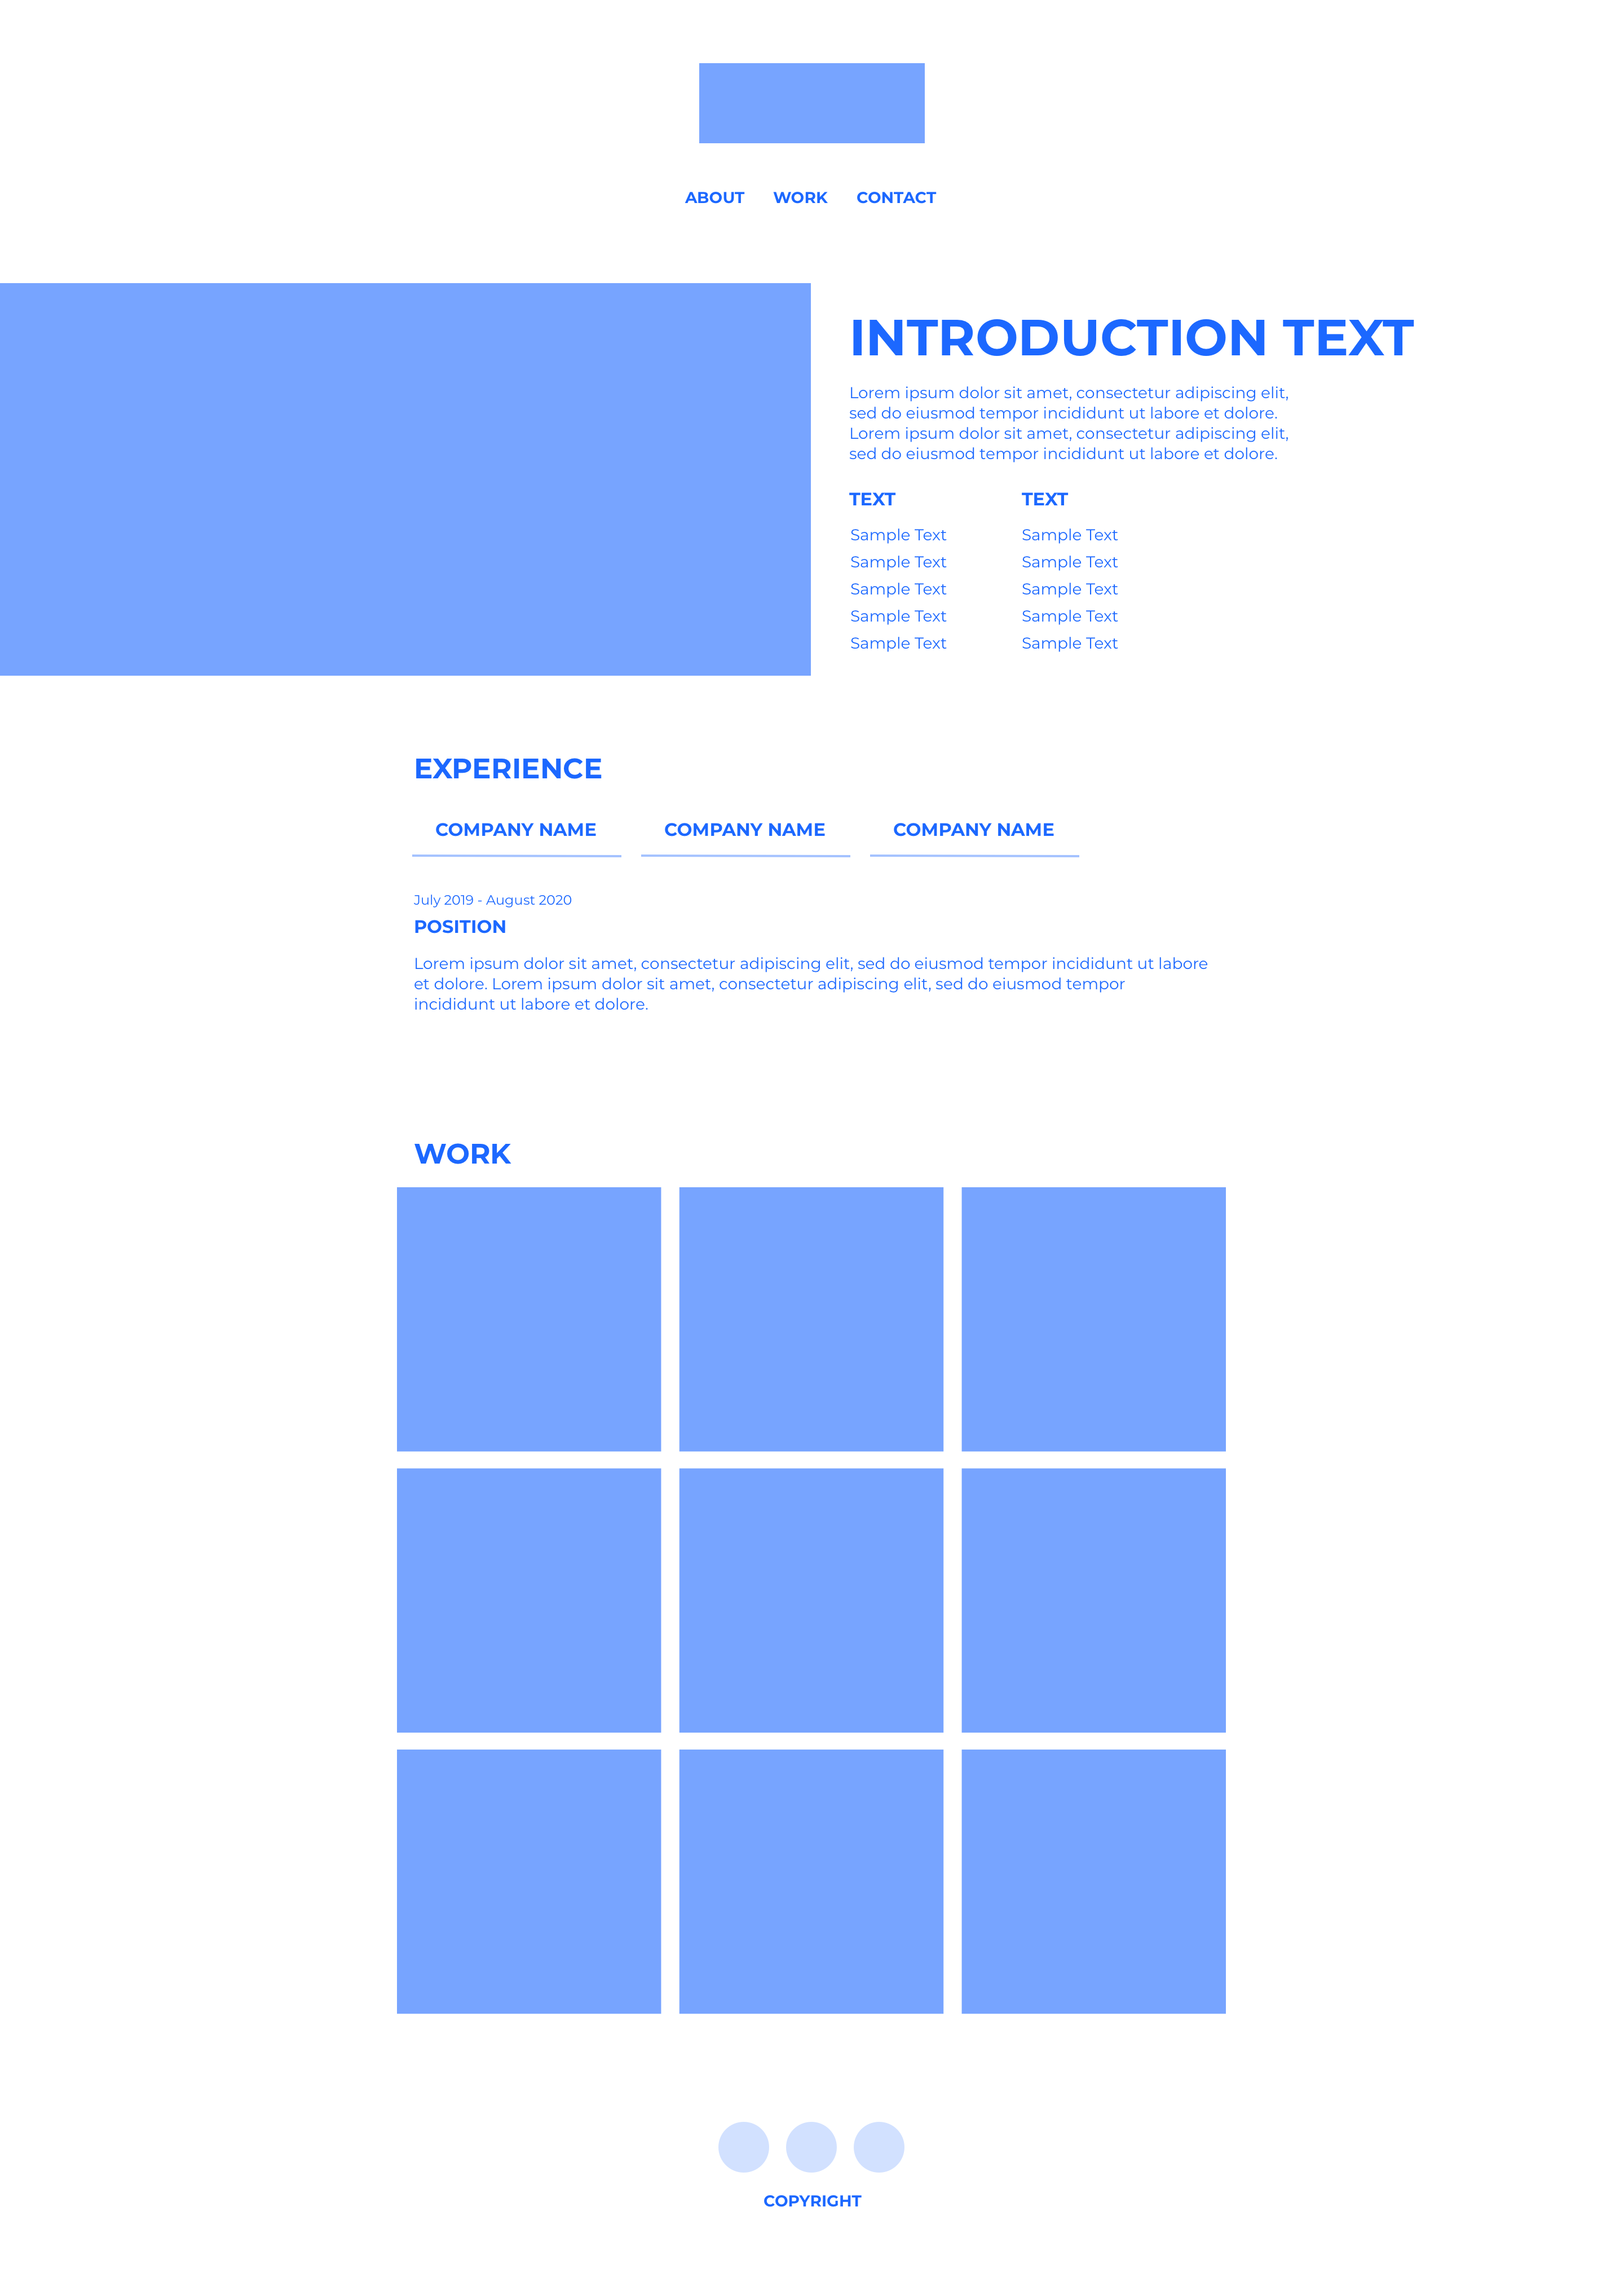 ABOUT WORK CONTACT
INTRODUCTION TEXT
Lorem ipsum dolor sit amet, consectetur adipiscing elit,
sed do eiusmod tempor incididunt ut labore et dolore.
Lorem ipsum dolor sit amet, consectetur adipiscing elit,
sed do eiusmod tempor incididunt ut labore et dolore.
TEXT
Sample Text
Sample Text
Sample Text
Sample Text
Sample Text
TEXT
Sample Text
Sample Text
Sample Text
Sample Text
Sample Text
EXPERIENCE
COMPANY NAME COMPANY NAME COMPANY NAME
July 2019 - August 2020
POSITION
Lorem ipsum dolor sit amet, consectetur adipiscing elit, sed do eiusmod tempor incididunt ut labore
et dolore. Lorem ipsum dolor sit amet, consectetur adipiscing elit, sed do eiusmod tempor
incididunt ut labore et dolore.
WORK
COPYRIGHT